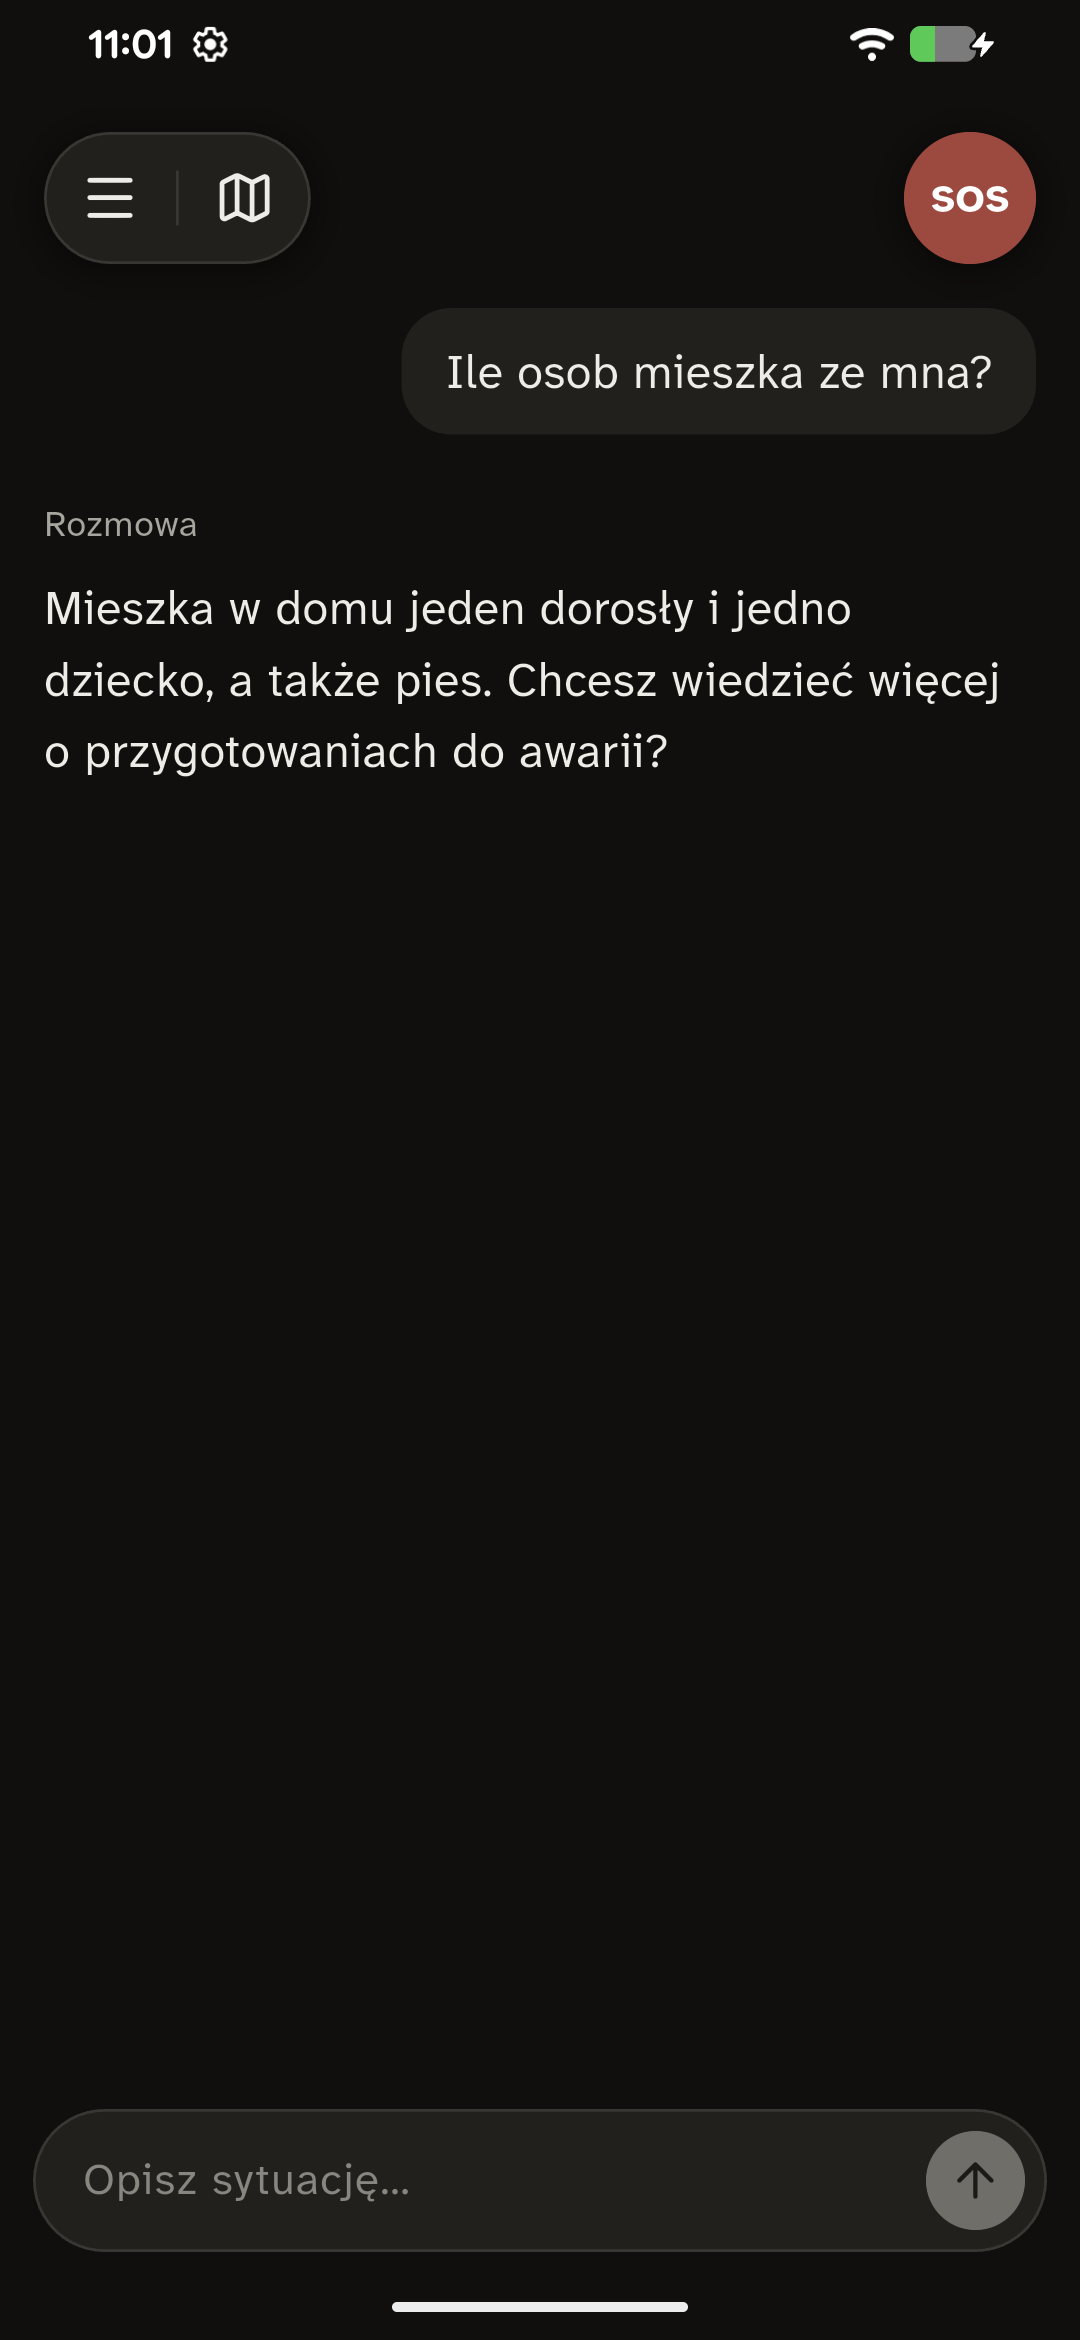 11:01
SOS
Ile osob mieszka ze mna?
Rozmowa
Mieszka w domu jeden dorosły i jedno
dziecko, a także pies. Chcesz wiedzieć więcej
o przygotowaniach do awarii?
Opisz sytuację...